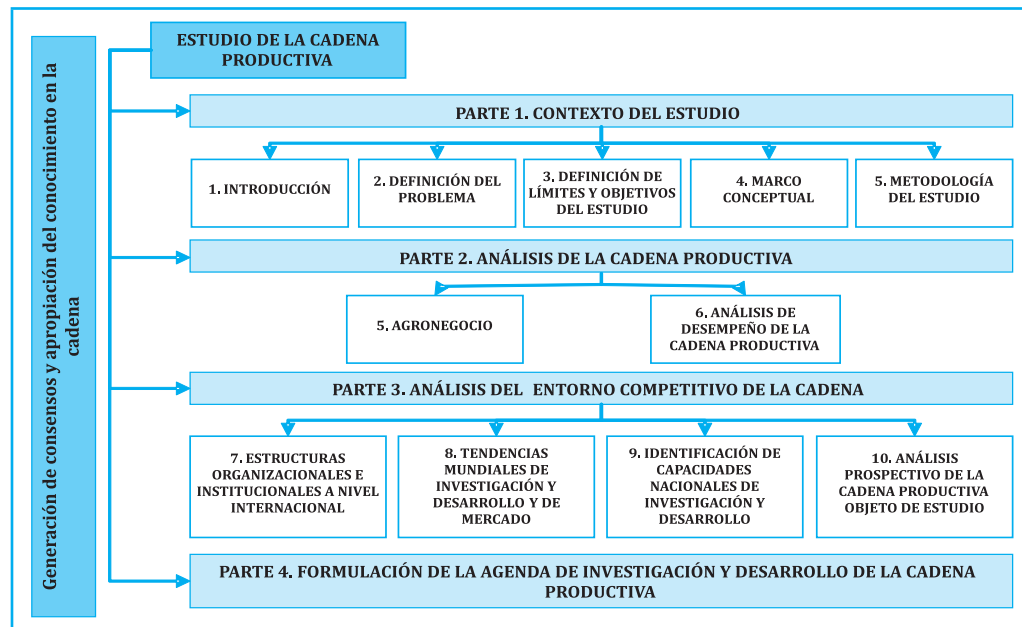 Generación de consensos y apropiación del conocimiento en la
cadena
ESTUDIO DE LA CADENA
PRODUCTIVA
PARTE 1. CONTEXTO DEL ESTUDIO
1. INTRODUCCIÓN
2. DEFINICIÓN DEL
PROBLEMA
3. DEFINICIÓN DE
LÍMITES Y OBJETIVOS
DEL ESTUDIO
4. MARCO
CONCEPTUAL
5. METODOLOGÍA
DEL ESTUDIO
PARTE 2. ANÁLISIS DE LA CADENA PRODUCTIVA
5. AGRONEGOCIO
6. ANÁLISIS DE
DESEMPEÑO DE LA
CADENA PRODUCTIVA
PARTE 3. ANÁLISIS DEL ENTORNO COMPETITIVO DE LA CADENA
7. ESTRUCTURAS
ORGANIZACIONALES E
INSTITUCIONALES A NIVEL
INTERNACIONAL
8. TENDENCIAS
MUNDIALES DE
INVESTIGACIÓN Y
DESARROLLO Y DE
MERCADO
9. IDENTIFICACIÓN DE
CAPACIDADES
NACIONALES DE
INVESTIGACIÓN Y
DESARROLLO
10. ANÁLISIS
PROSPECTIVO DE LA
CADENA PRODUCTIVA
OBJETO DE ESTUDIO
PARTE 4. FORMULACIÓN DE LA AGENDA DE INVESTIGACIÓN Y DESARROLLO DE LA CADENA
PRODUCTIVA